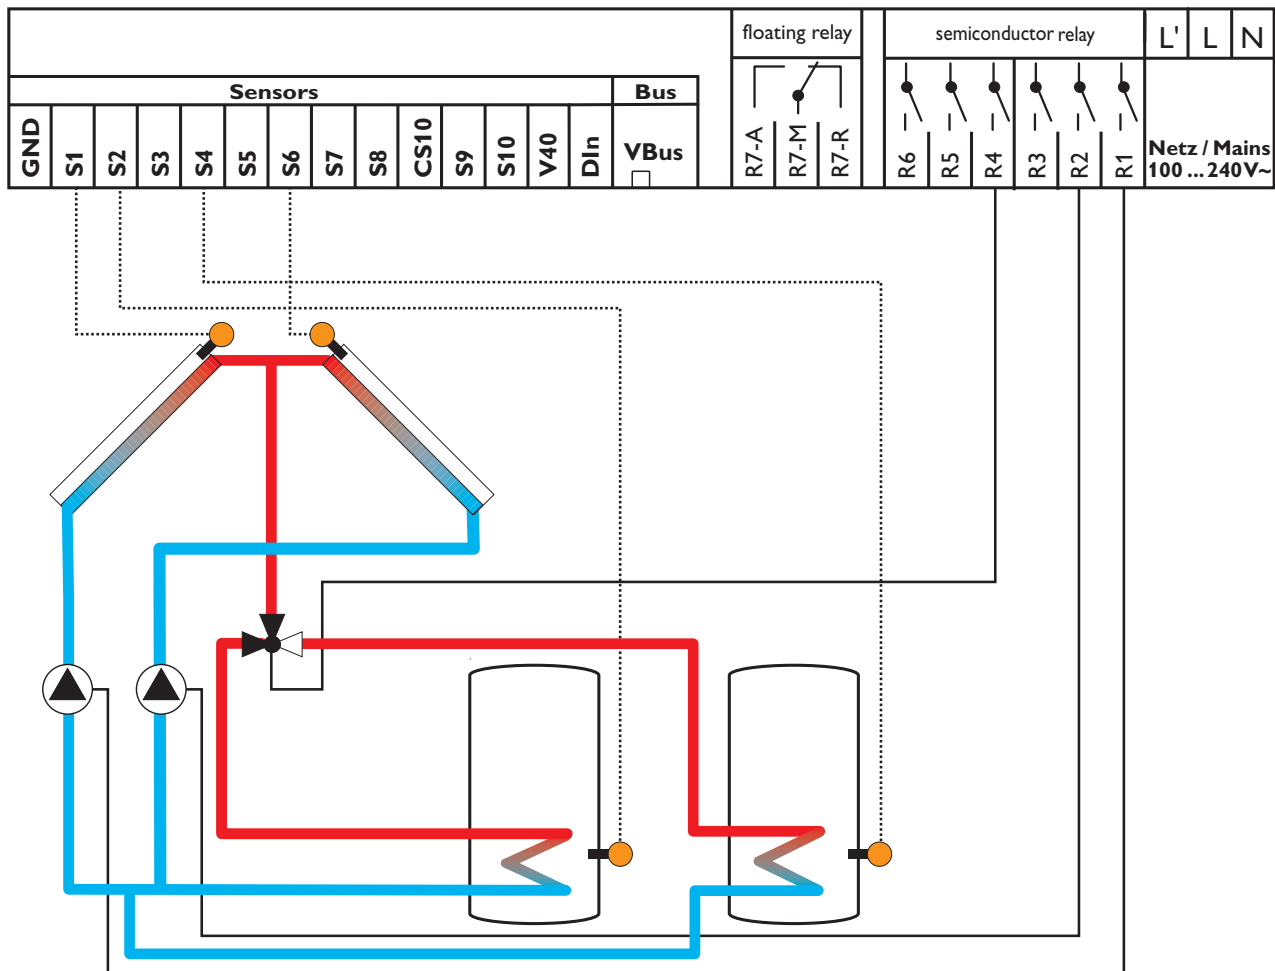 floating relay
semiconductor relay
L' L N
Sensors
Bus
GND S1 S2 S3 S4 S5 S6 S7 S8 CS10 S9 S10 V40 DIn
VBus
R7-A R7-M R7-R
R6 R5 R4 R3 R2 R1
Netz / Mains
100 ... 240 V~